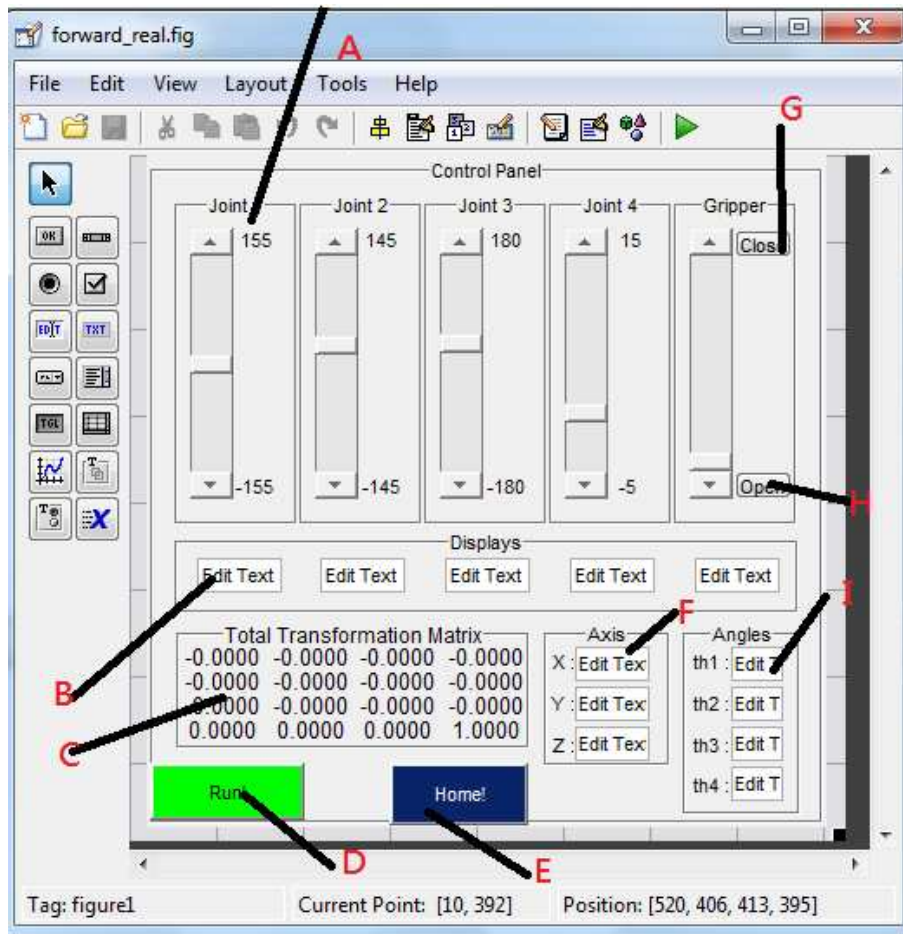 forward_real.fig
A
File Edit View Layout Tools Help
G
Control Panel
Joint Joint 2 Joint 3 Joint 4 Gripper
155 145 180 15 Close
-155 -145 -180 -5 Open
H
OK
EDIT TXT
TGL
Displays
Edit Text Edit Text Edit Text Edit Text Edit Text
I
F
B
Total Transformation Matrix
-0.0000 -0.0000 -0.0000 -0.0000
-0.0000 -0.0000 -0.0000 -0.0000
-0.0000 -0.0000 -0.0000 -0.0000
0.0000 0.0000 0.0000 1.0000
C
Axis
X : Edit Tex
Y : Edit Tex
Z : Edit Tex
Angles
th1 : Edit T
th2 : Edit T
th3 : Edit T
th4 : Edit T
Run!
Home!
D
E
Tag: figure1 Current Point: [10, 392] Position: [520, 406, 413, 395]